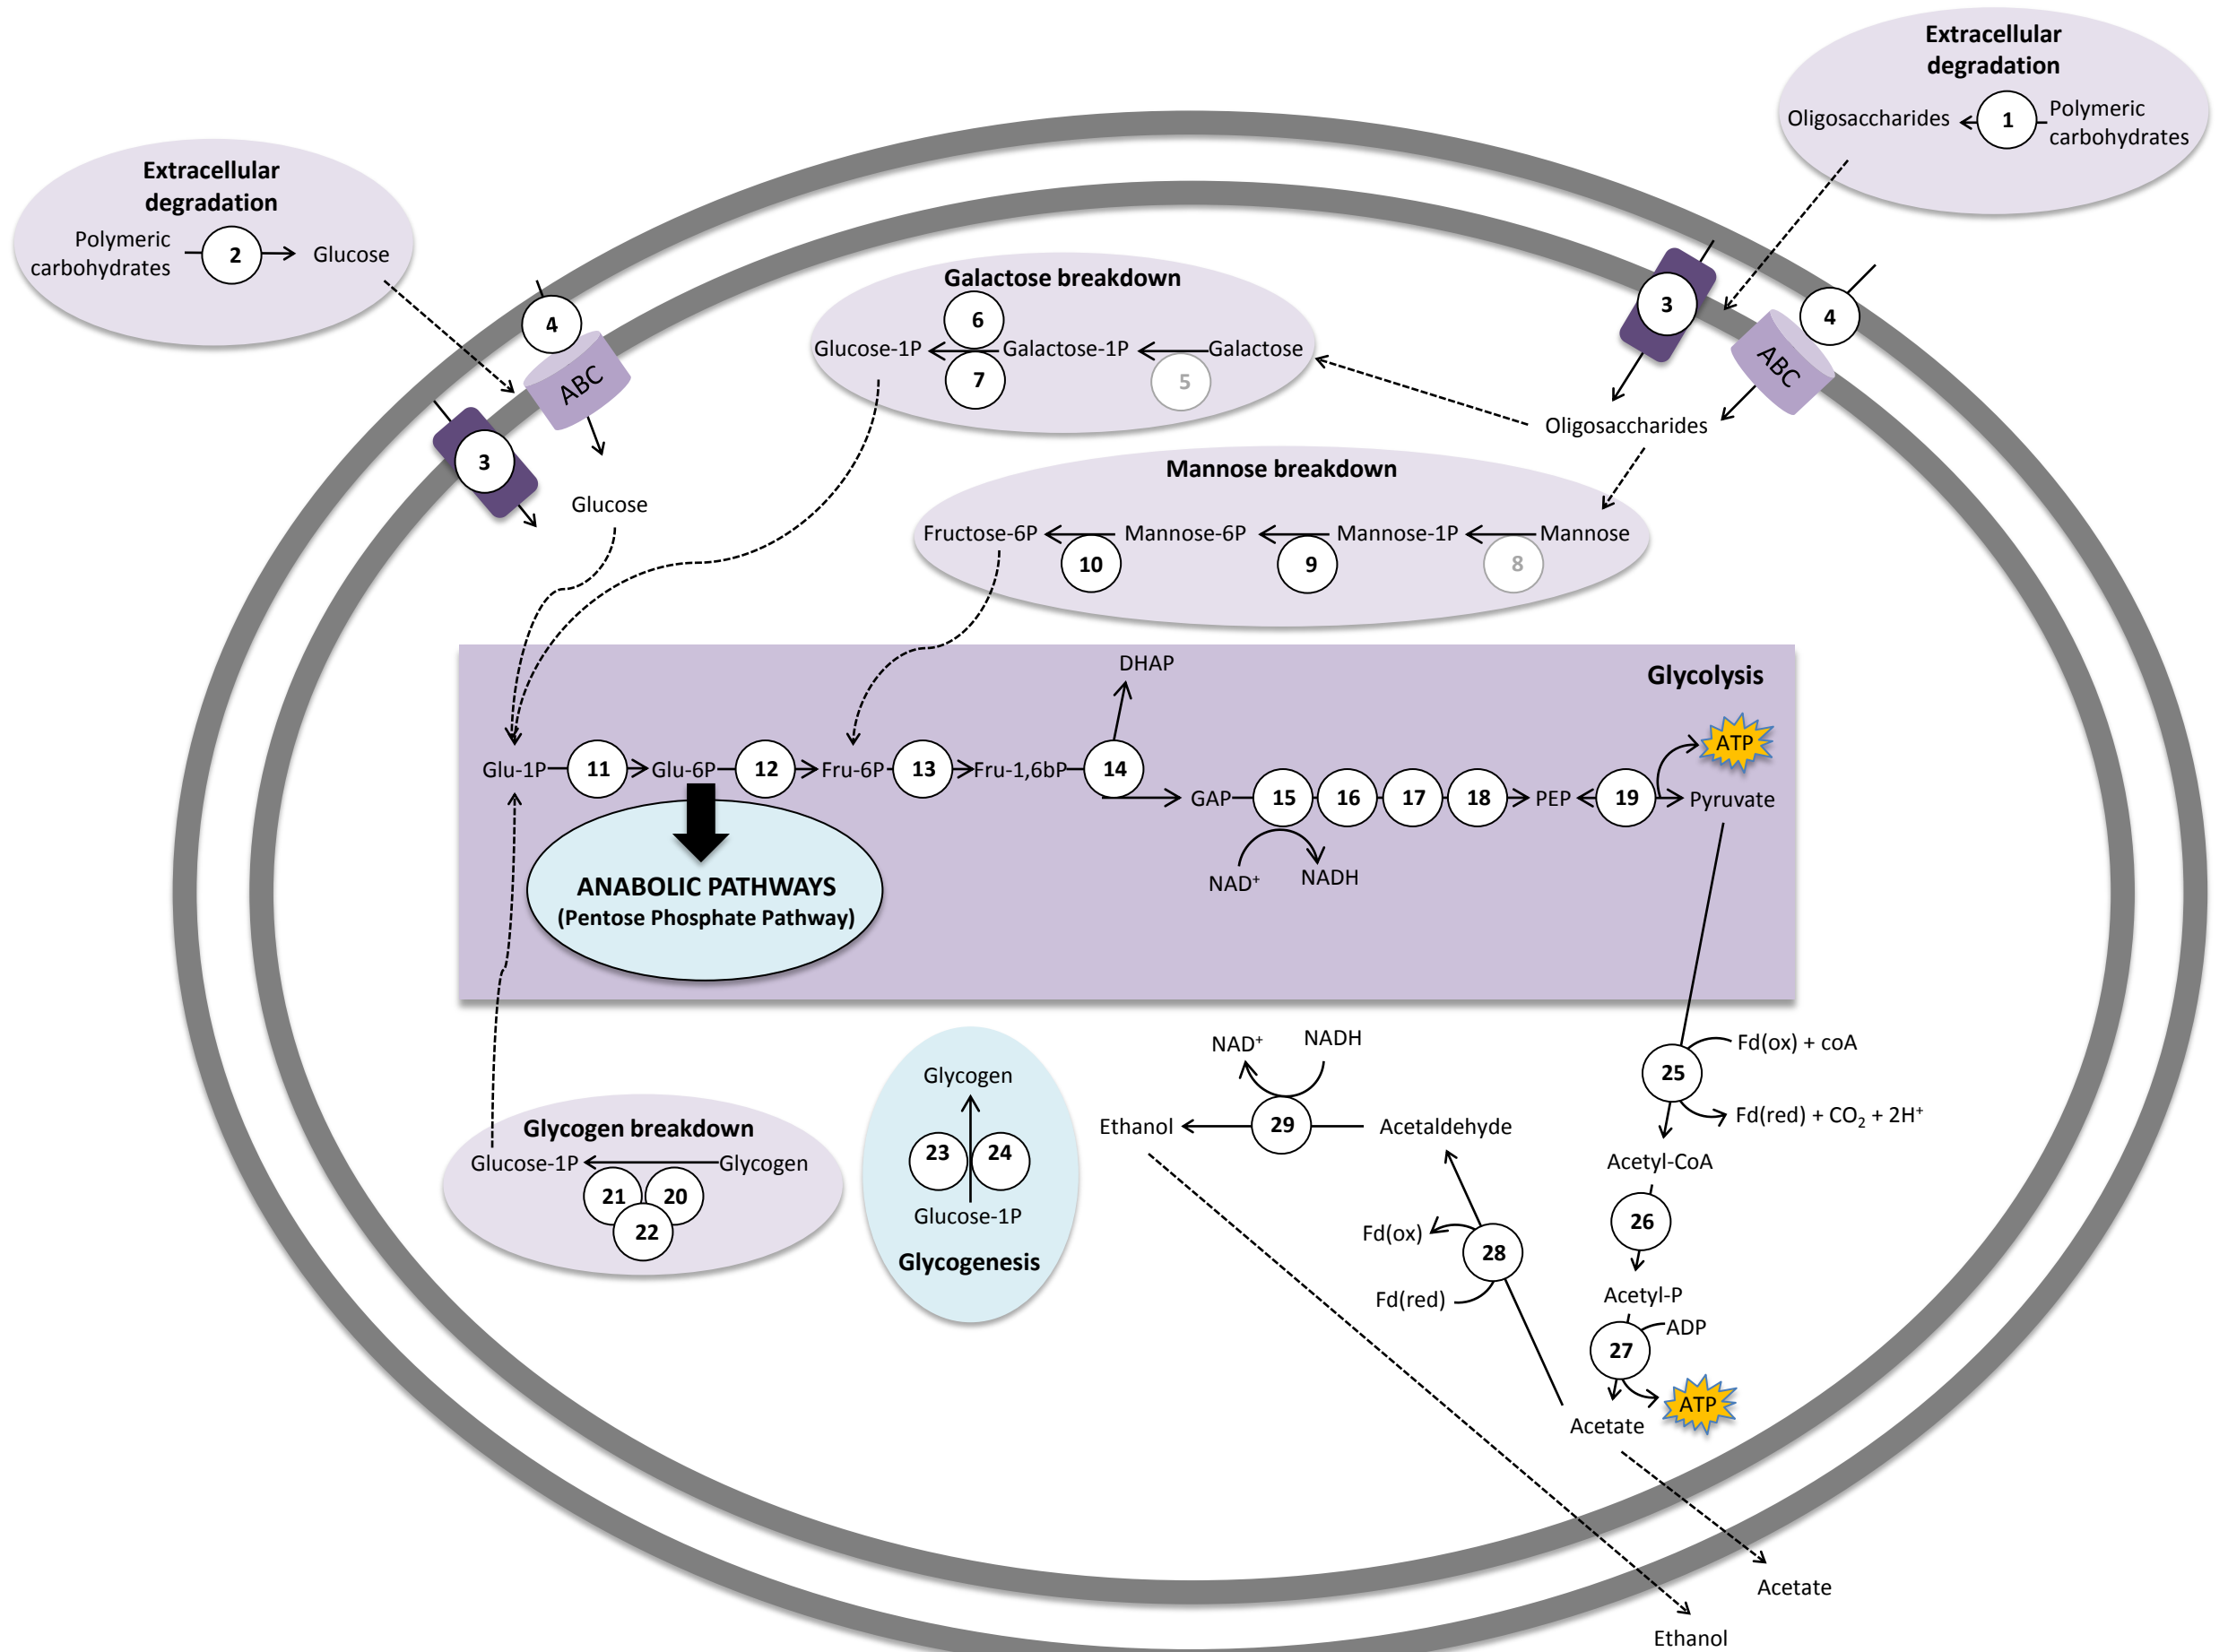 Extracellular
degradation
Oligosaccharides
1
Polymeric
carbohydrates
Extracellular
degradation
Polymeric
carbohydrates
2
Glucose
4
ABC
3
Glucose
3
4
ABC
Oligosaccharides
Galactose breakdown
6
Glucose-1P
Galactose-1P
Galactose
7
5
Mannose breakdown
Fructose-6P
Mannose-6P
Mannose-1P
Mannose
10
9
8
Glycolysis
DHAP
ATP
Glu-1P
11
Glu-6P
12
Fru-6P
13
Fru-1,6bP
14
GAP
15
16
17
18
PEP
19
Pyruvate
NAD+
NADH
ANABOLIC PATHWAYS
(Pentose Phosphate Pathway)
Glycogen breakdown
Glucose-1P
Glycogen
21
20
22
Glycogen
23
24
Glucose-1P
Glycogenesis
NAD+
NADH
Ethanol
29
Acetaldehyde
Fd(ox)
28
Fd(red)
25
Fd(ox) + coA
Fd(red) + CO2 + 2H+
Acetyl-CoA
26
Acetyl-P
27
ADP
ATP
Acetate
Acetate
Ethanol